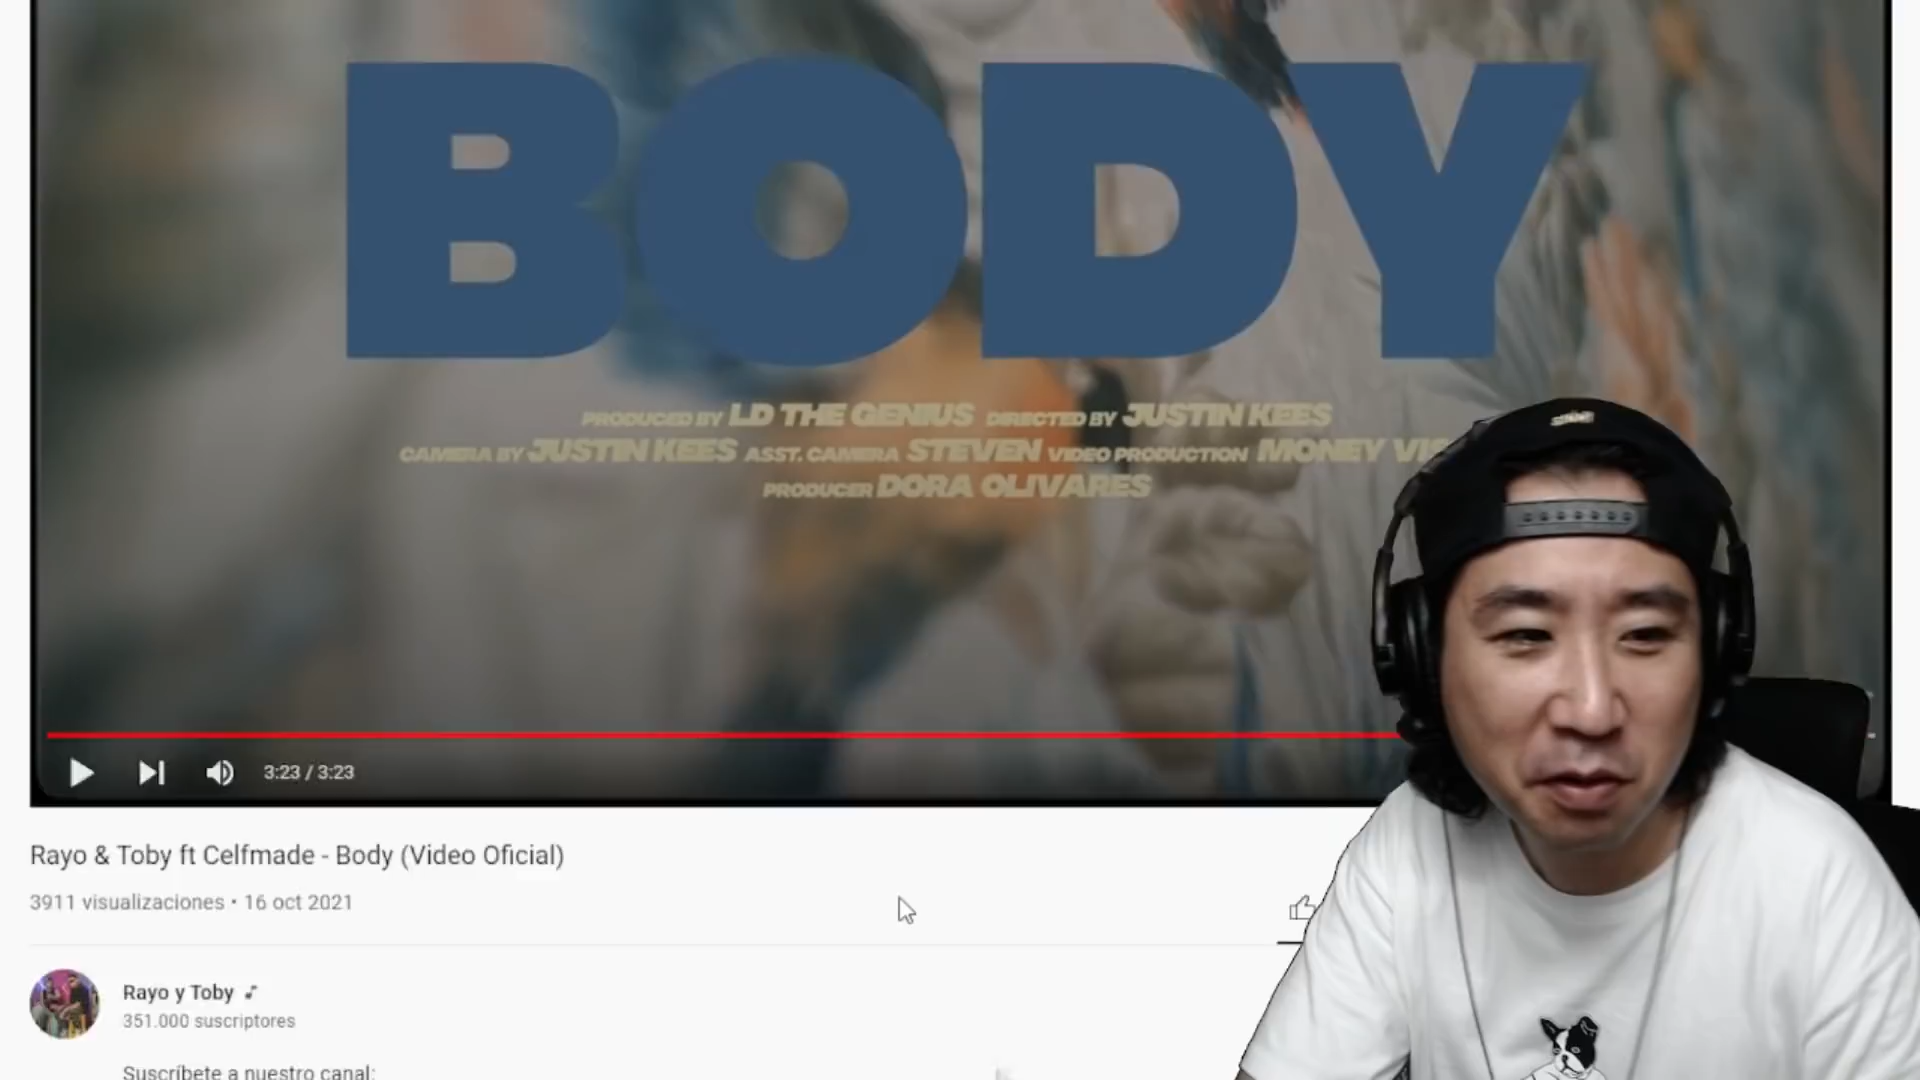 BODY
PRODUCED BY LD THE GENIUS DIRECTED BY JUSTIN KEES
CAMERA BY JUSTIN KEES ASST. CAMERA STEVEN VIDEO PRODUCTION MONEY
PRODUCER DORA OLIVARES
3:23 / 3:23
Rayo & Toby ft Celfmade - Body (Video Oficial)
3911 visualizaciones • 16 oct 2021
Rayo y Toby
351.000 suscriptores
Suscríbete a nuestro canal: